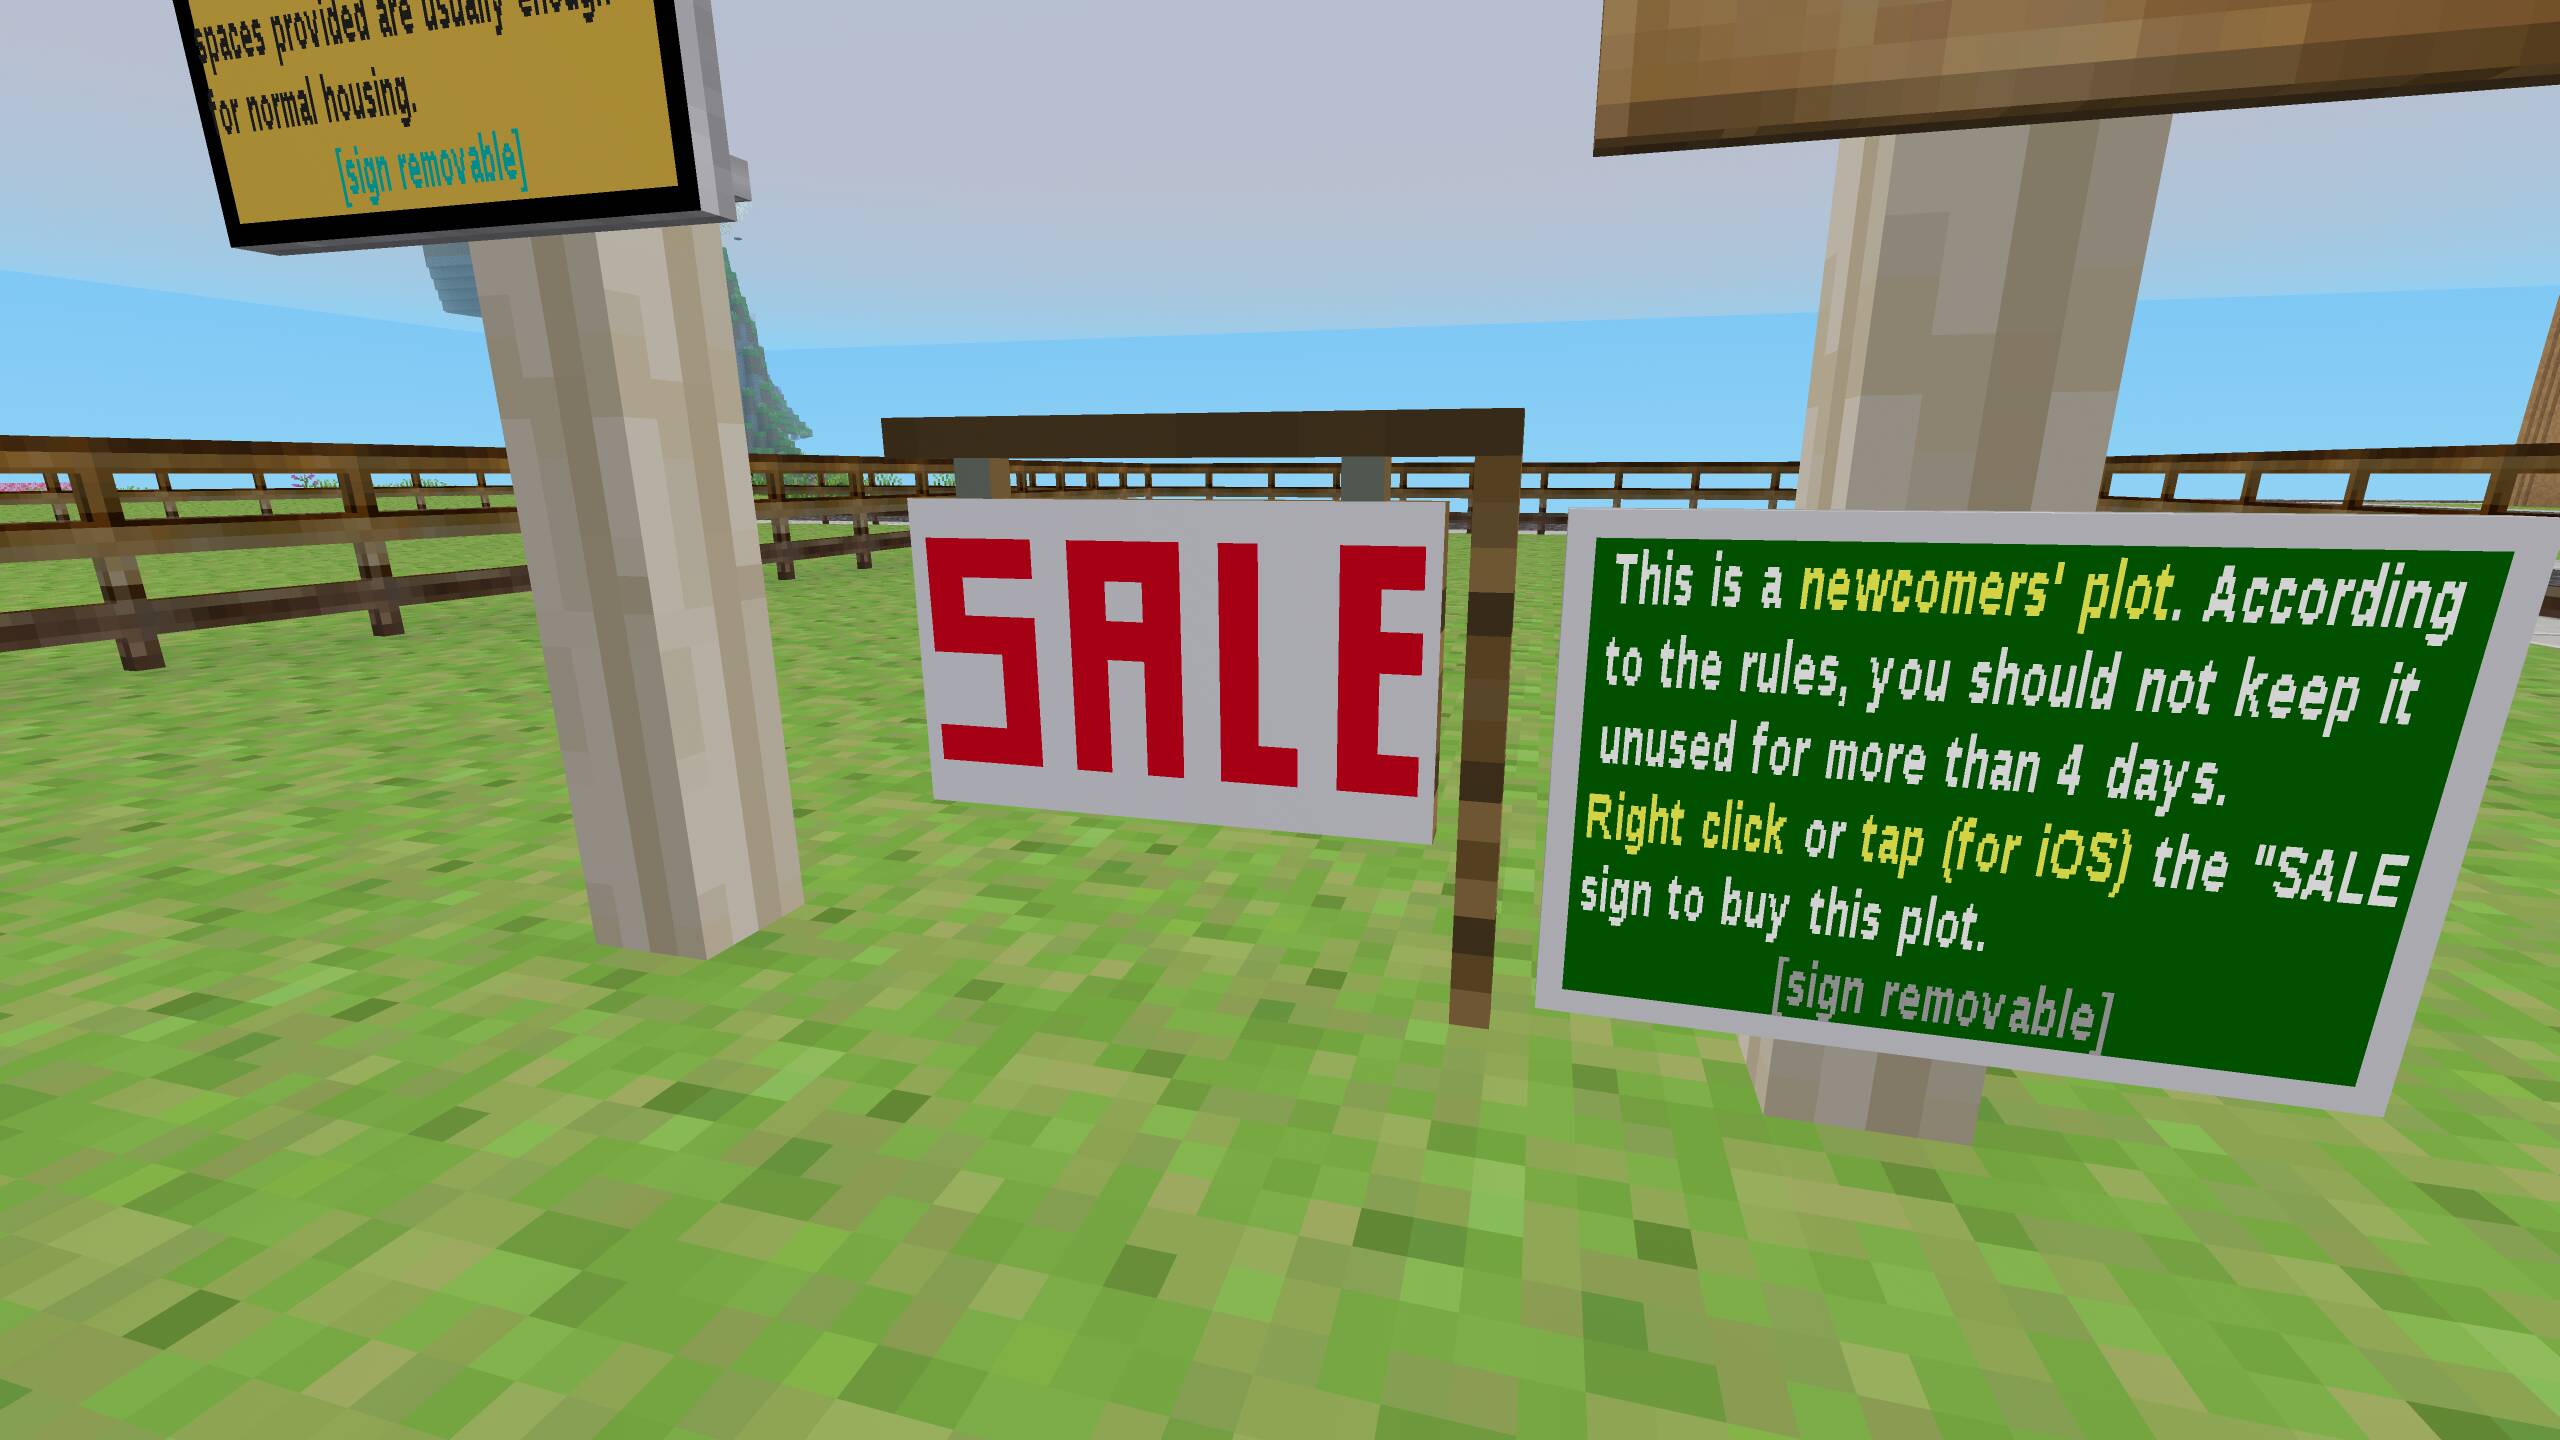 spaces provided are usually enough
for normal housing.
[sign removable]
SALE
This is a newcomers' plot. According
to the rules, you should not keep it
unused for more than 4 days.
Right click or tap (for iOS) the "SALE
sign to buy this plot.
[sign removable]